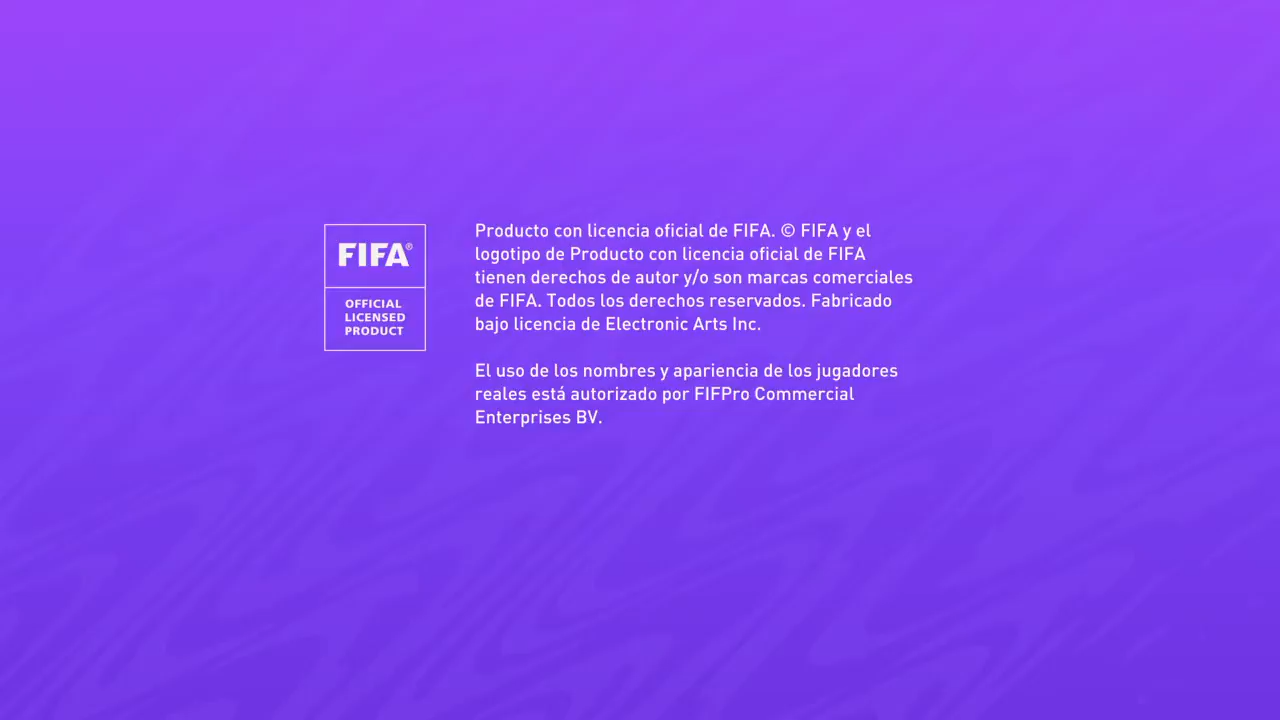 FIFA®
OFFICIAL
LICENSED
PRODUCT
Producto con licencia oficial de FIFA. © FIFA y el
logotipo de Producto con licencia oficial de FIFA
tienen derechos de autor y/o son marcas comerciales
de FIFA. Todos los derechos reservados. Fabricado
bajo licencia de Electronic Arts Inc.
El uso de los nombres y apariencia de los jugadores
reales está autorizado por FIFPro Commercial
Enterprises BV.